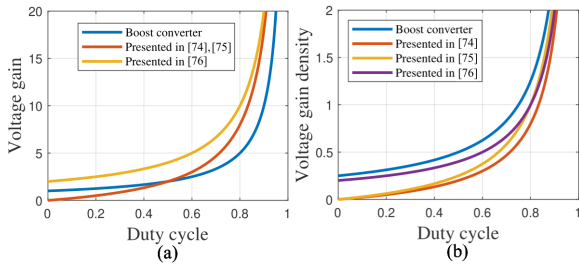 20
15
10
5
0
Voltage gain
Boost converter
Presented in [74],[75]
Presented in [76]
0 0.2 0.4 0.6 0.8 1
Duty cycle
(a)
2
1.5
1
0.5
0
Voltage gain density
Boost converter
Presented in [74]
Presented in [75]
Presented in [76]
0 0.2 0.4 0.6 0.8 1
Duty cycle
(b)